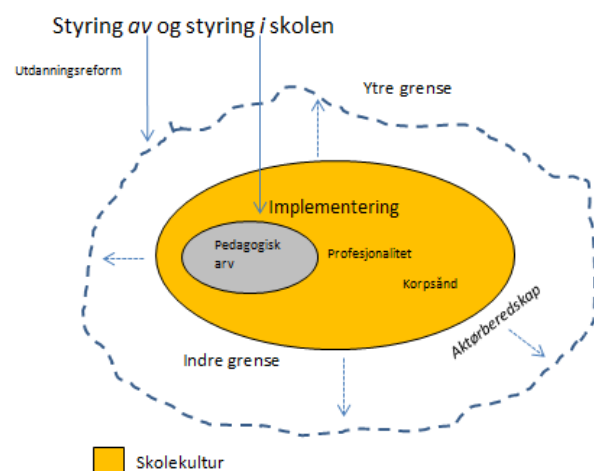 Styring av og styring i skolen
Utdanningsreform
Ytre grense
Implementering
Pedagogisk
arv
Profesjonalitet
Korpsånd
Aktørberedskap
Indre grense
Skolekultur